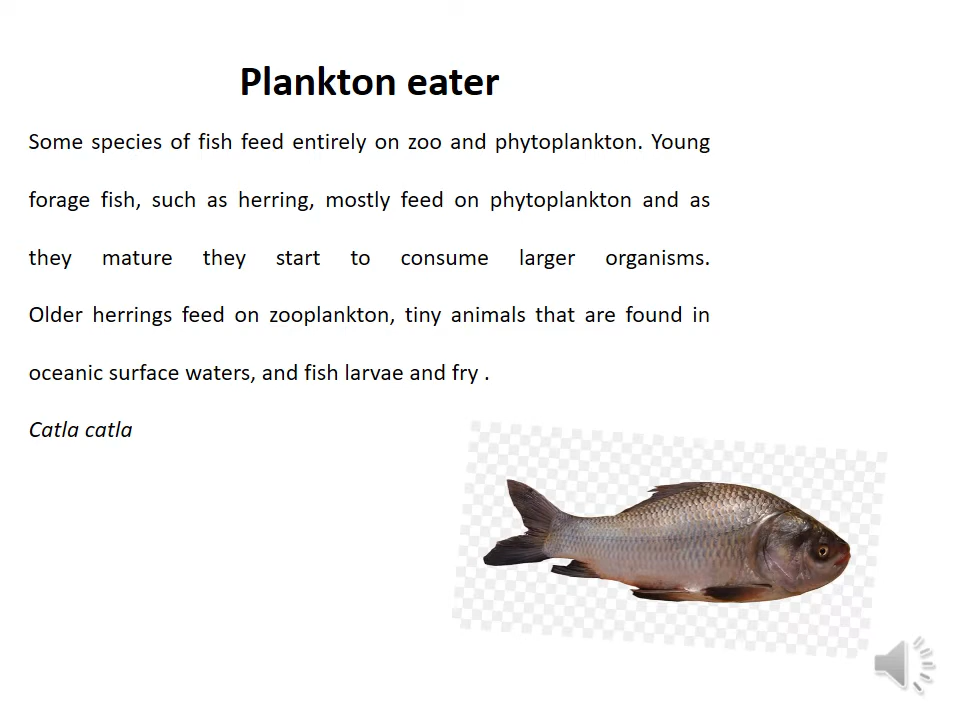 Plankton eater
Some species of fish feed entirely on zoo and phytoplankton. Young
forage fish, such as herring, mostly feed on phytoplankton and as
they mature they start to consume larger organisms.
Older herrings feed on zooplankton, tiny animals that are found in
oceanic surface waters, and fish larvae and fry .
Catla catla